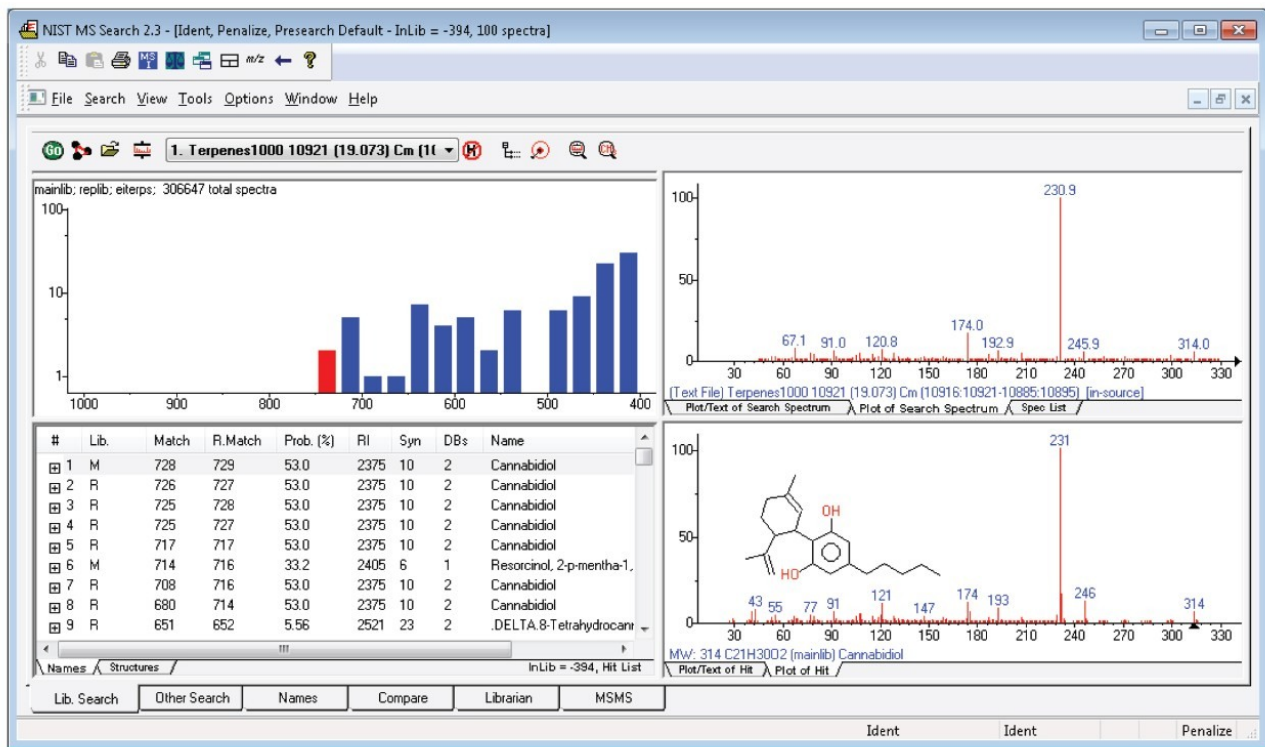 NIST MS Search 2.3 - [Ident, Penalize, Presearch Default - InLib = -394, 100 spectra]
MS
m/z
File Search View Tools Options Window Help
Go
1. Terpenes1000 10921 (19.073) Cm (1(
mainlib; replib; eiterps; 306647 total spectra
100
10
1
1000 900 800 700 600 500 400
# Lib. Match R.Match Prob. (%) RI Syn DBs Name
1 M 728 729 53.0 2375 10 2 Cannabidiol
2 R 726 727 53.0 2375 10 2 Cannabidiol
3 R 725 728 53.0 2375 10 2 Cannabidiol
4 R 725 727 53.0 2375 10 2 Cannabidiol
5 R 717 717 53.0 2375 10 2 Cannabidiol
6 M 714 716 33.2 2405 6 1 Resorcinol, 2-p-mentha-1,
7 R 708 716 53.0 2375 10 2 Cannabidiol
8 R 680 714 53.0 2375 10 2 Cannabidiol
9 R 651 652 5.56 2521 23 2 .DELTA.8-Tetrahydrocanr
Names Structures InLib = -394, Hit List
230.9
100
50
0
67.1 91.0 120.8 174.0 192.9 245.9 314.0
30 60 90 120 150 180 210 240 270 300 330
(Text File) Terpenes1000 10921 (19.073) Cm (10916:10921-10885:10895) [in-source]
Plot/Text of Search Spectrum Plot of Search Spectrum Spec List
231
100
50
0
OH
HO
43 55 77 91 121 147 174 193 246 314
30 60 90 120 150 180 210 240 270 300 330
MW: 314 C21H30O2 (mainlib) Cannabidiol
Plot/Text of Hit Plot of Hit
Lib. Search Other Search Names Compare Librarian MSMS
Ident Ident Penalize